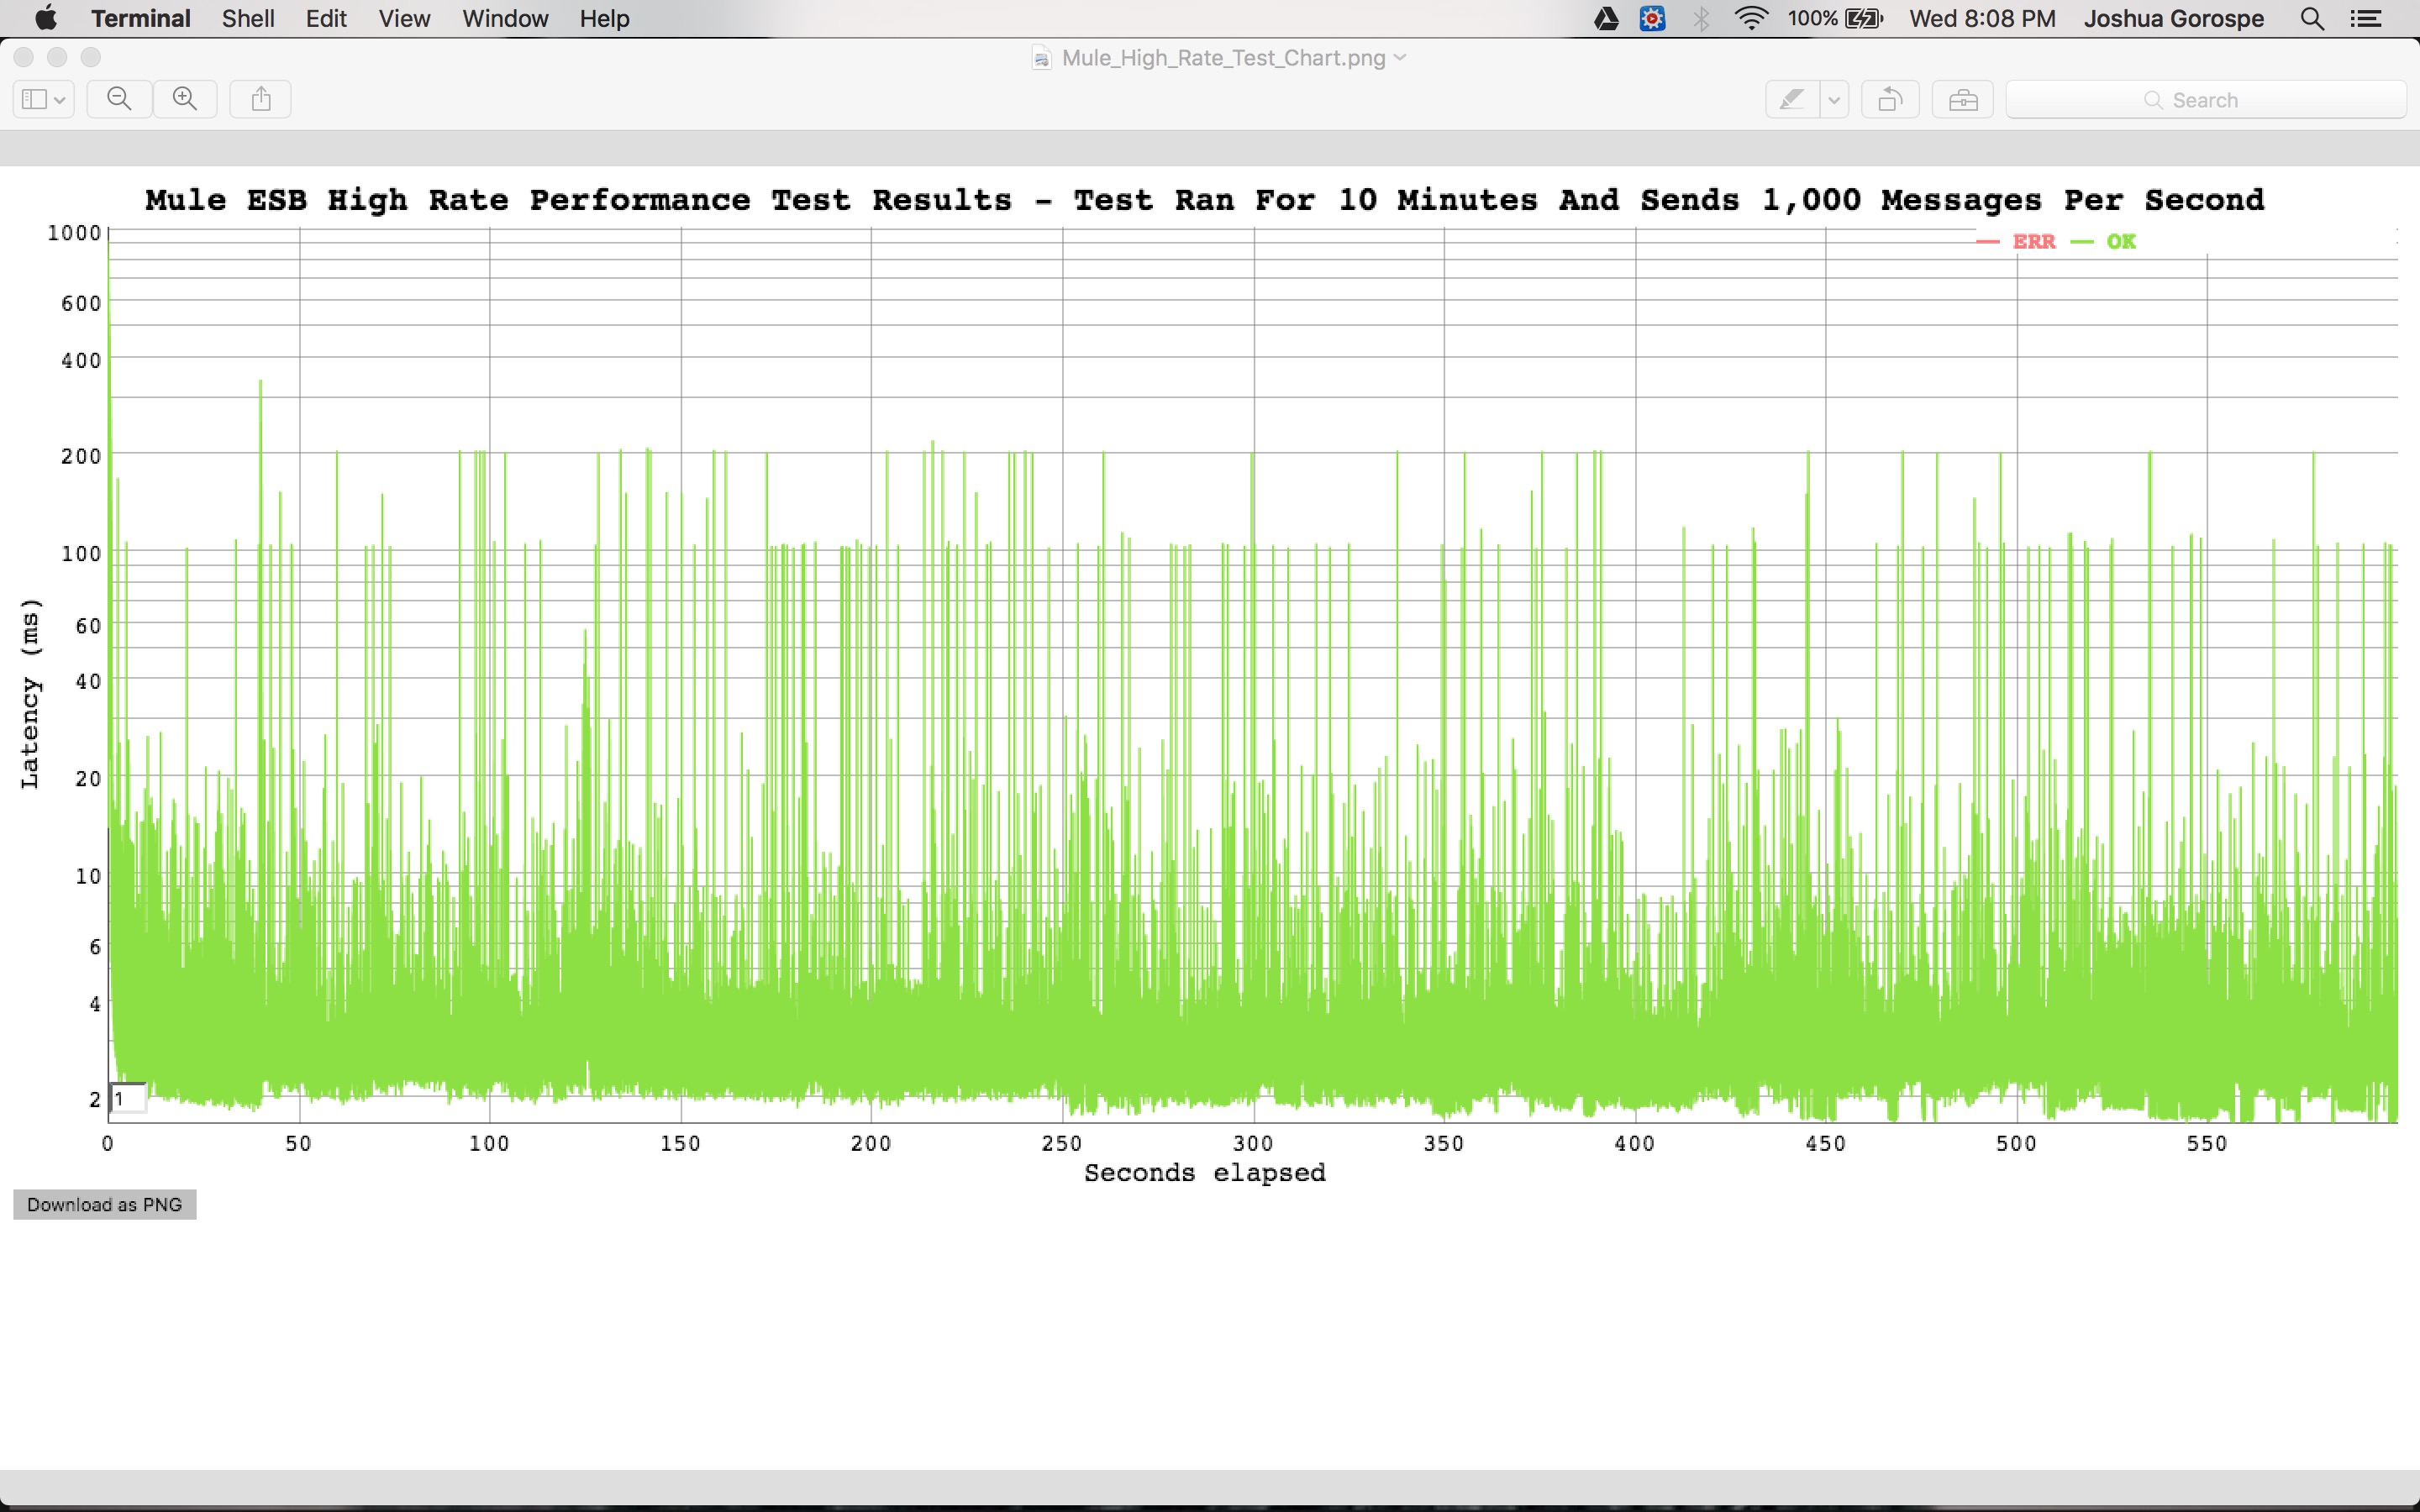 Terminal Shell Edit View Window Help 100% Wed 8:08 PM Joshua Gorospe
Mule_High_Rate_Test_Chart.png
Search
Mule ESB High Rate Performance Test Results - Test Ran For 10 Minutes And Sends 1,000 Messages Per Second
ERR OK
1000
600
400
200
100
60
40
20
10
6
4
2
Latency (ms)
1
0 50 100 150 200 250 300 350 400 450 500 550
Seconds elapsed
Download as PNG